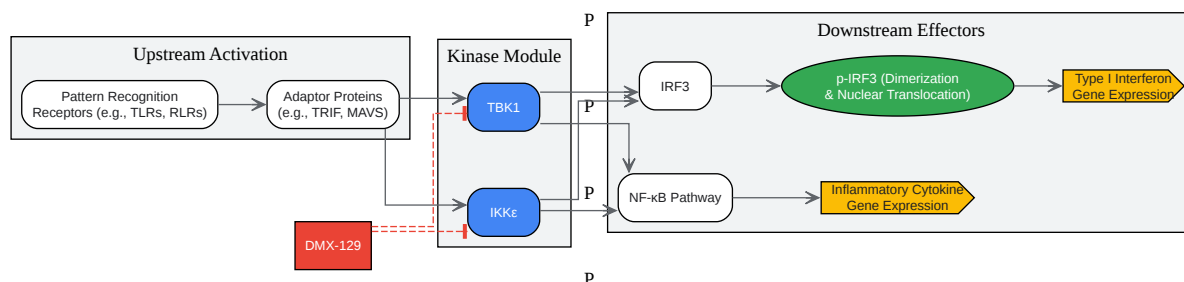 Upstream Activation
Pattern Recognition
Receptors (e.g., TLRs, RLRs)
Adaptor Proteins
(e.g., TRIF, MAVS)
DMX-129
Kinase Module
TBK1
IKKε
P
P
P
P
Downstream Effectors
IRF3
p-IRF3 (Dimerization
& Nuclear Translocation)
Type I Interferon
Gene Expression
NF-κB Pathway
Inflammatory Cytokine
Gene Expression